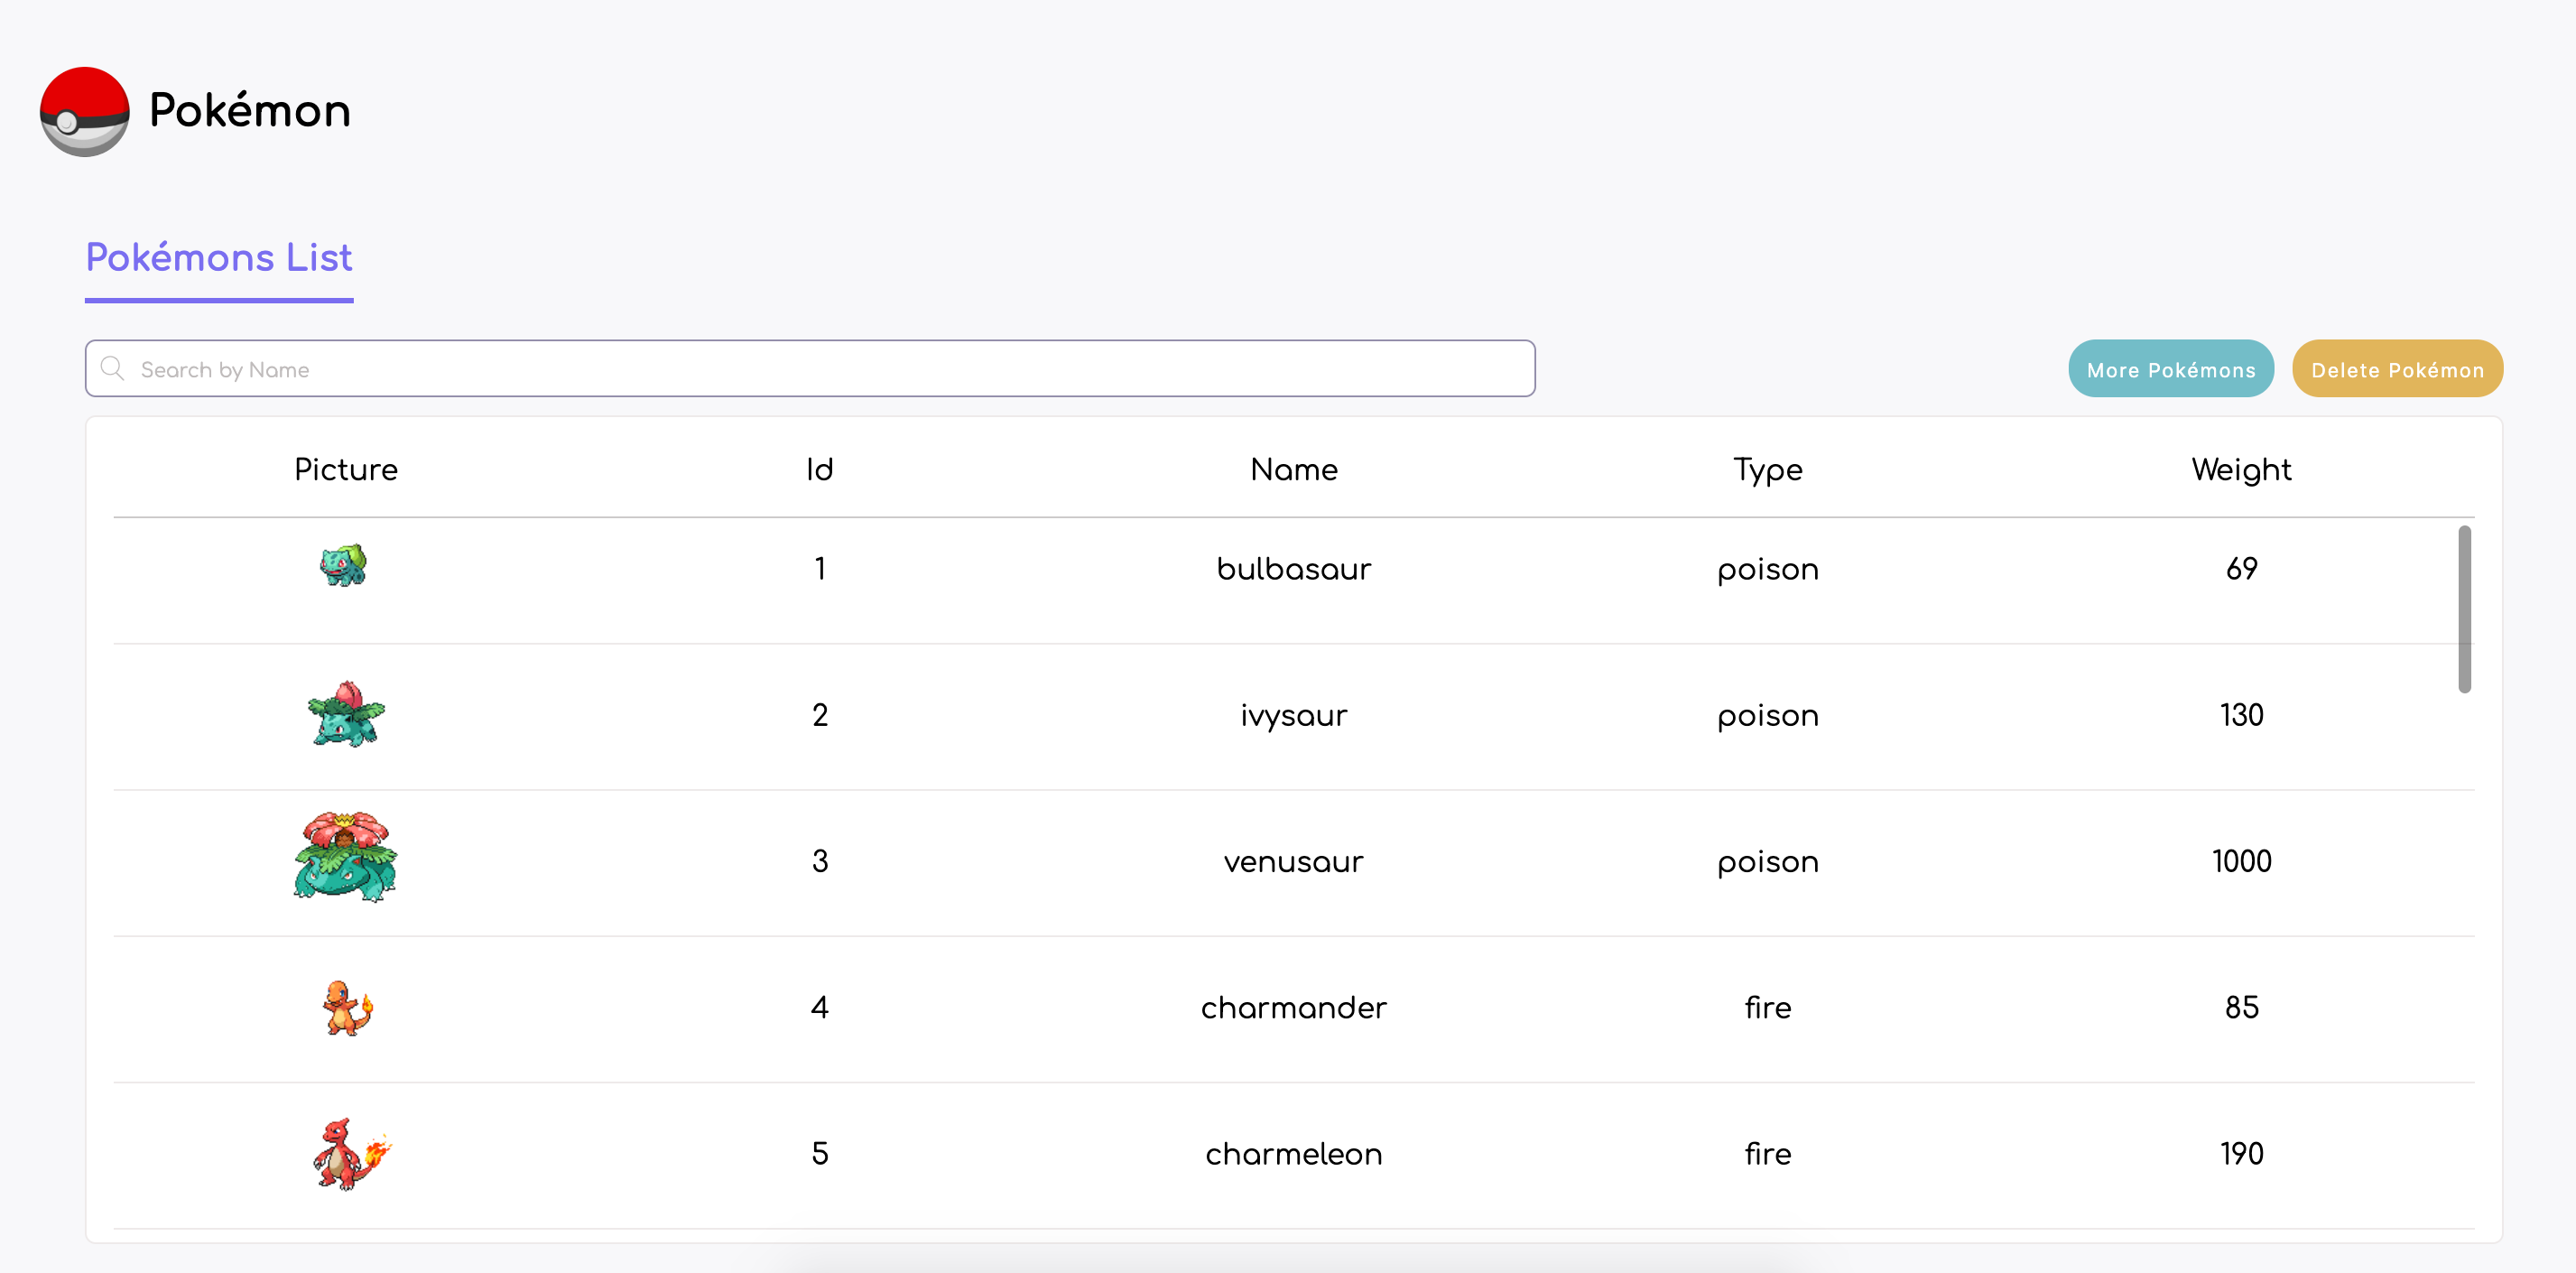 Pokémon
Pokémons List
Search by Name
More Pokémons Delete Pokémon
Picture Id Name Type Weight
1 bulbasaur poison 69
2 ivysaur poison 130
3 venusaur poison 1000
4 charmander fire 85
5 charmeleon fire 190